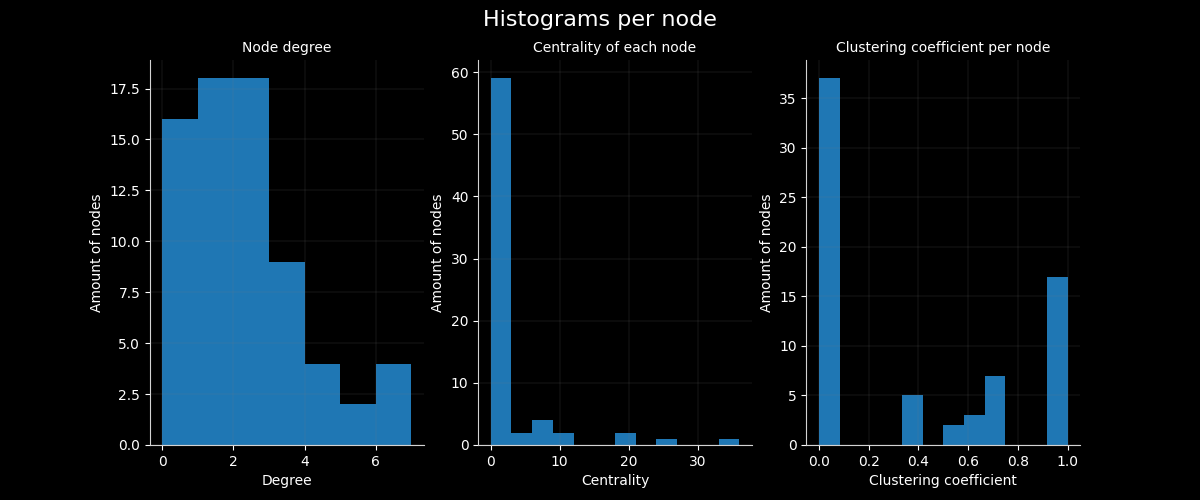 Histograms per node
Node degree
17.5
15.0
12.5
10.0
7.5
5.0
2.5
0.0
Amount of nodes
0 2 4 6
Degree
Centrality of each node
60
50
40
30
20
10
0
Amount of nodes
0 10 20 30
Centrality
Clustering coefficient per node
35
30
25
20
15
10
5
0
Amount of nodes
0.0 0.2 0.4 0.6 0.8 1.0
Clustering coefficient